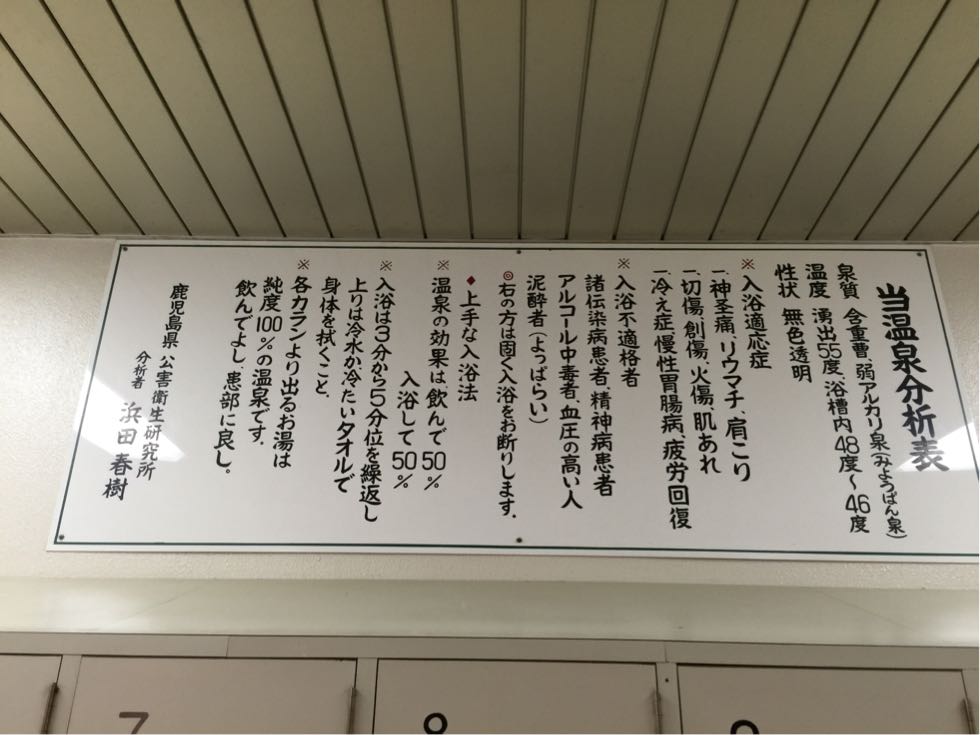 当温泉分析表
泉質 含重曹、弱アルカリ泉(みょうばん泉)
温度 湧出55度、浴槽内48度～46度
性状 無色透明
※入浴適応症
一、神圣痛、リウマチ、肩こり
一、切傷、創傷、火傷、肌あれ
一、冷え症、慢性胃腸病、疲労回復
※入浴不適格者
諸伝染病患者、精神病患者
アルコール中毒者、血圧の高い人
泥酔者(よっぱらい)
◎右の方は固く入浴をお断りします.
♦上手な入浴法
※温泉の効果は、飲んで50%
入浴して50%
※入浴は3分から5分位を繰返し
上りは冷水か冷たいタオルで
身体を拭くこと.
※各カランより出るお湯は
純度100%の温泉です.
飲んでよし、患部に良し。
鹿児島県 公害衛生研究所
分析者 浜田春樹
7
8
9